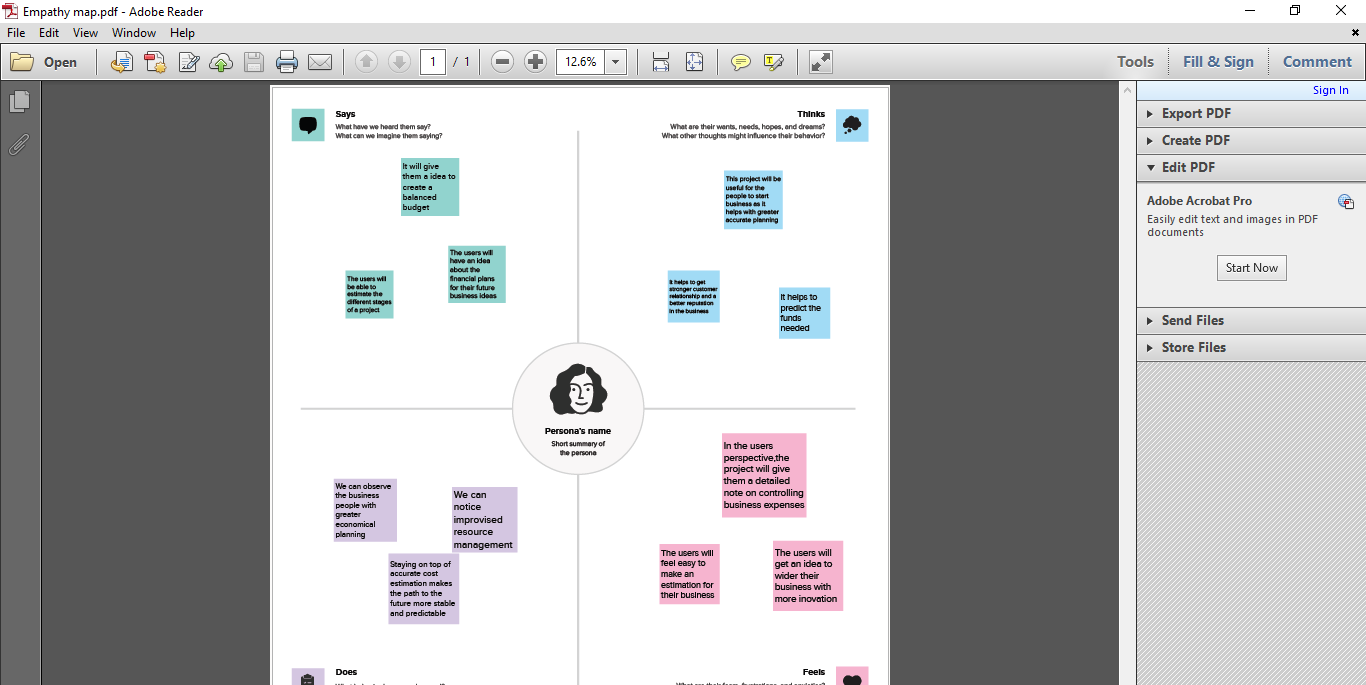 Empathy map.pdf - Adobe Reader
File Edit View Window Help
Open
1 / 1
12.6%
Tools Fill & Sign Comment
Sign In
Export PDF
Create PDF
Edit PDF
Adobe Acrobat Pro
Easily edit text and images in PDF
documents
Start Now
Send Files
Store Files
Says
What have we heard them say?
What can we imagine them saying?
It will give
them a idea to
create a
balanced
budget
The users will
have an idea
about the
financial plans
for their future
business ideas
The users will
be able to
estimate the
different stages
of a project
Thinks
What are their wants, needs, hopes, and dreams?
What other thoughts might influence their behavior?
This project will be
useful for the
people to start
business as it
helps with greater
accurate planning
It helps to get
stronger customer
relationship and a
better reputation
in the business
It helps to
predict the
funds
needed
Persona's name
Short summary of
the persona
We can observe
the business
people with
greater
economical
planning
We can
notice
improvised
resource
management
Staying on top of
accurate cost
estimation makes
the path to the
future more stable
and predictable
In the users
perspective,the
project will give
them a detailed
note on controlling
business expenses
The users will
feel easy to
make an
estimation for
their business
The users will
get an idea to
wider their
business with
more inovation
Does
Feels